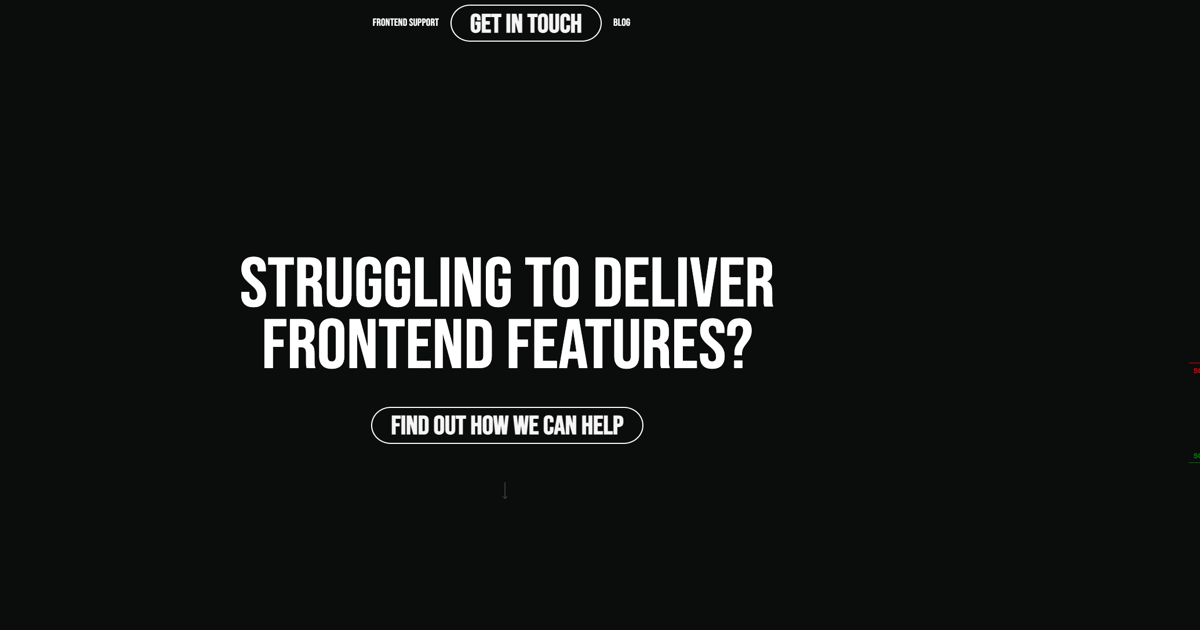 FRONTEND SUPPORT
GET IN TOUCH
BLOG
STRUGGLING TO DELIVER
FRONTEND FEATURES?
FIND OUT HOW WE CAN HELP